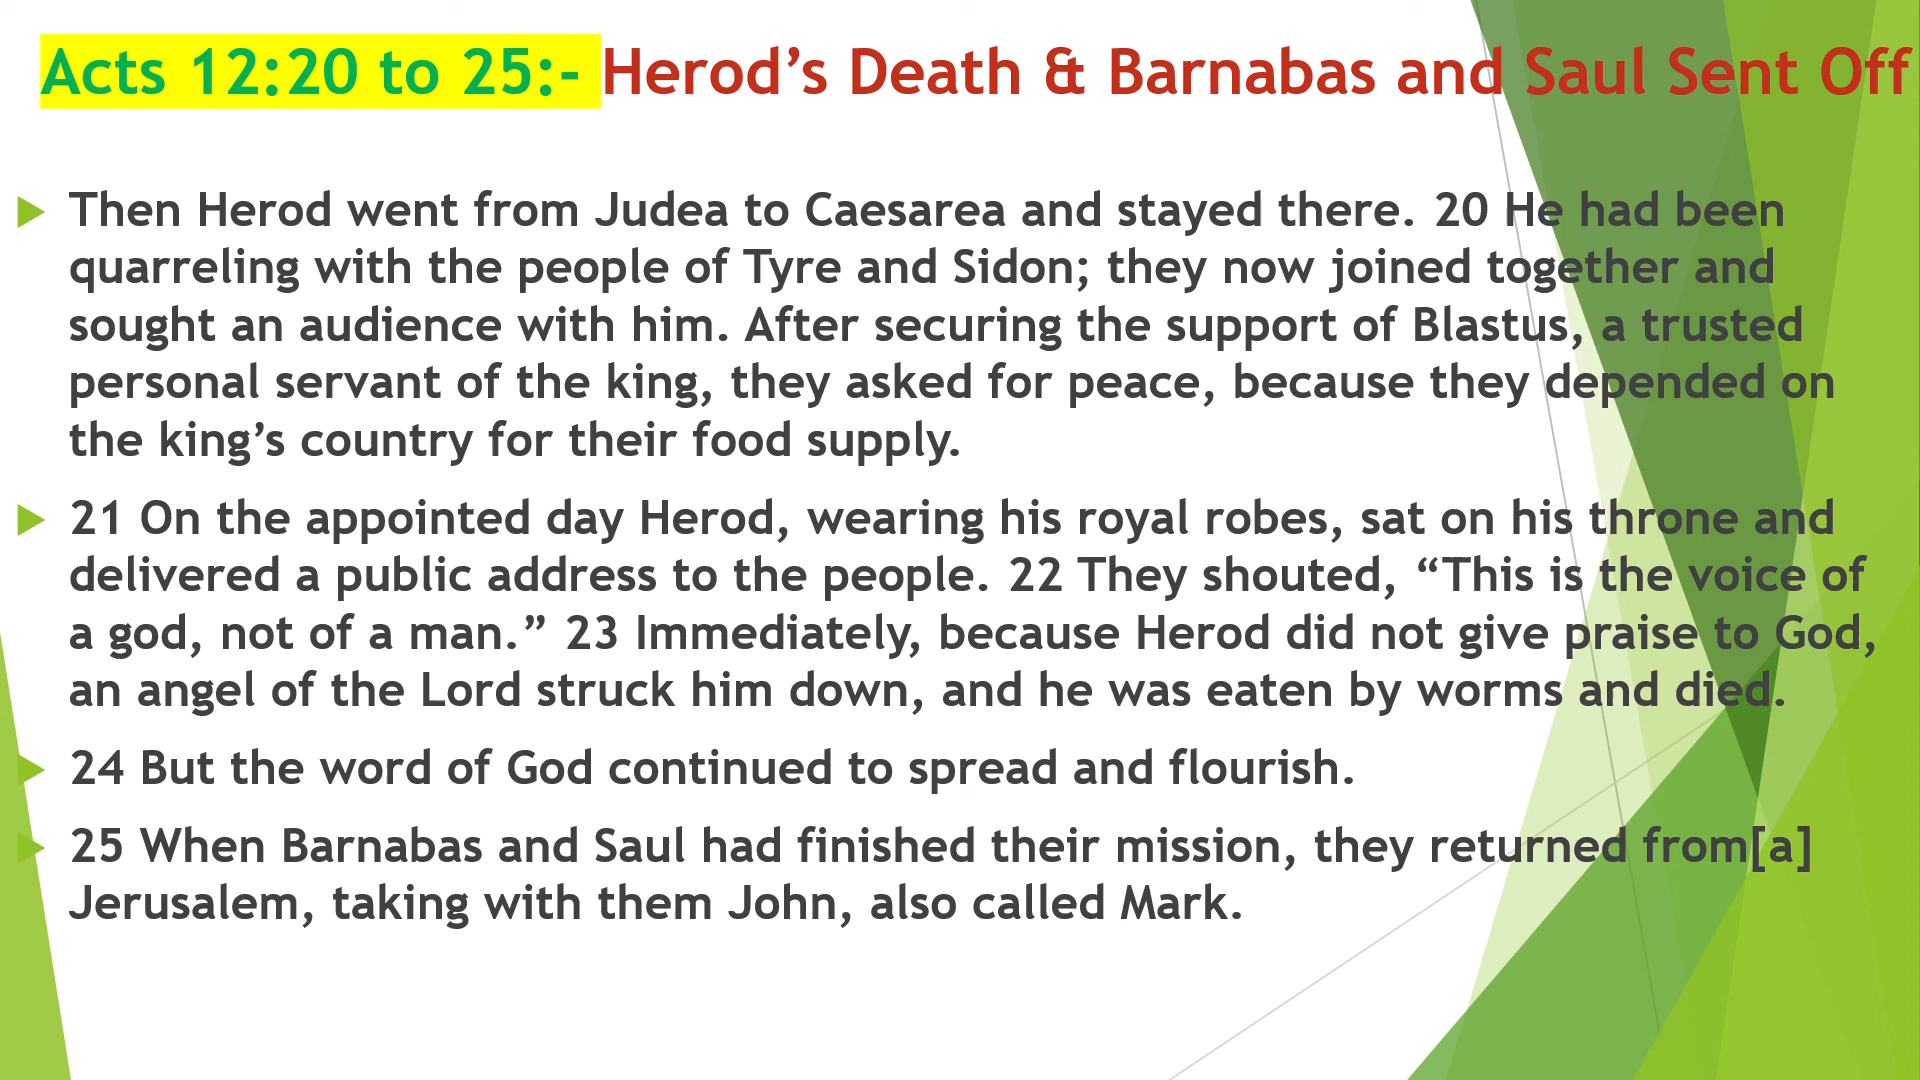 Acts 12:20 to 25:- Herod’s Death & Barnabas and Saul Sent Off
Then Herod went from Judea to Caesarea and stayed there. 20 He had been
quarreling with the people of Tyre and Sidon; they now joined together and
sought an audience with him. After securing the support of Blastus, a trusted
personal servant of the king, they asked for peace, because they depended on
the king’s country for their food supply.
21 On the appointed day Herod, wearing his royal robes, sat on his throne and
delivered a public address to the people. 22 They shouted, “This is the voice of
a god, not of a man.” 23 Immediately, because Herod did not give praise to God,
an angel of the Lord struck him down, and he was eaten by worms and died.
24 But the word of God continued to spread and flourish.
25 When Barnabas and Saul had finished their mission, they returned from[a]
Jerusalem, taking with them John, also called Mark.